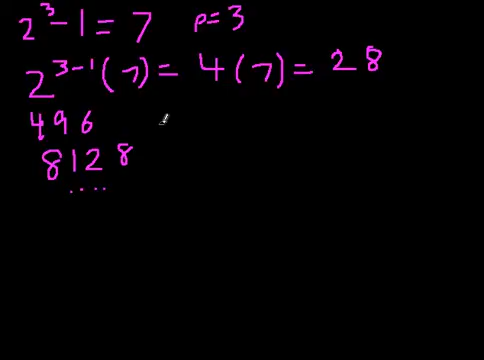 2³-1=7 p=3
2³⁻¹(7)=4(7)=28
496
8128
....